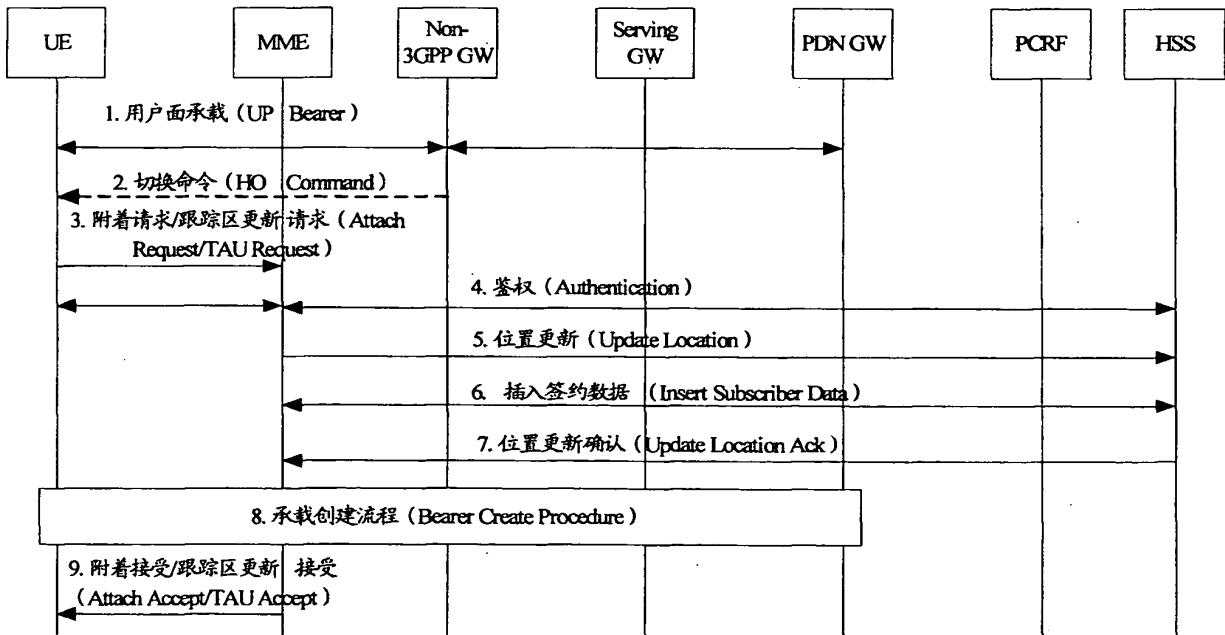 UE
MME
Non-
3GPP GW
Serving
GW
PDN GW
PCRF
HSS
1. 用户面承载（UP Bearer）
2. 切换命令（HO Command）
3. 附着请求/跟踪区更新 请求（Attach
Request/TAU Request）
4. 鉴权（Authentication）
5. 位置更新（Update Location）
6. 插入签约数据 （Insert Subscriber Data）
7. 位置更新确认（Update Location Ack）
8. 承载创建流程（Bearer Create Procedure）
9. 附着接受/跟踪区更新 接受
（Attach Accept/TAU Accept）